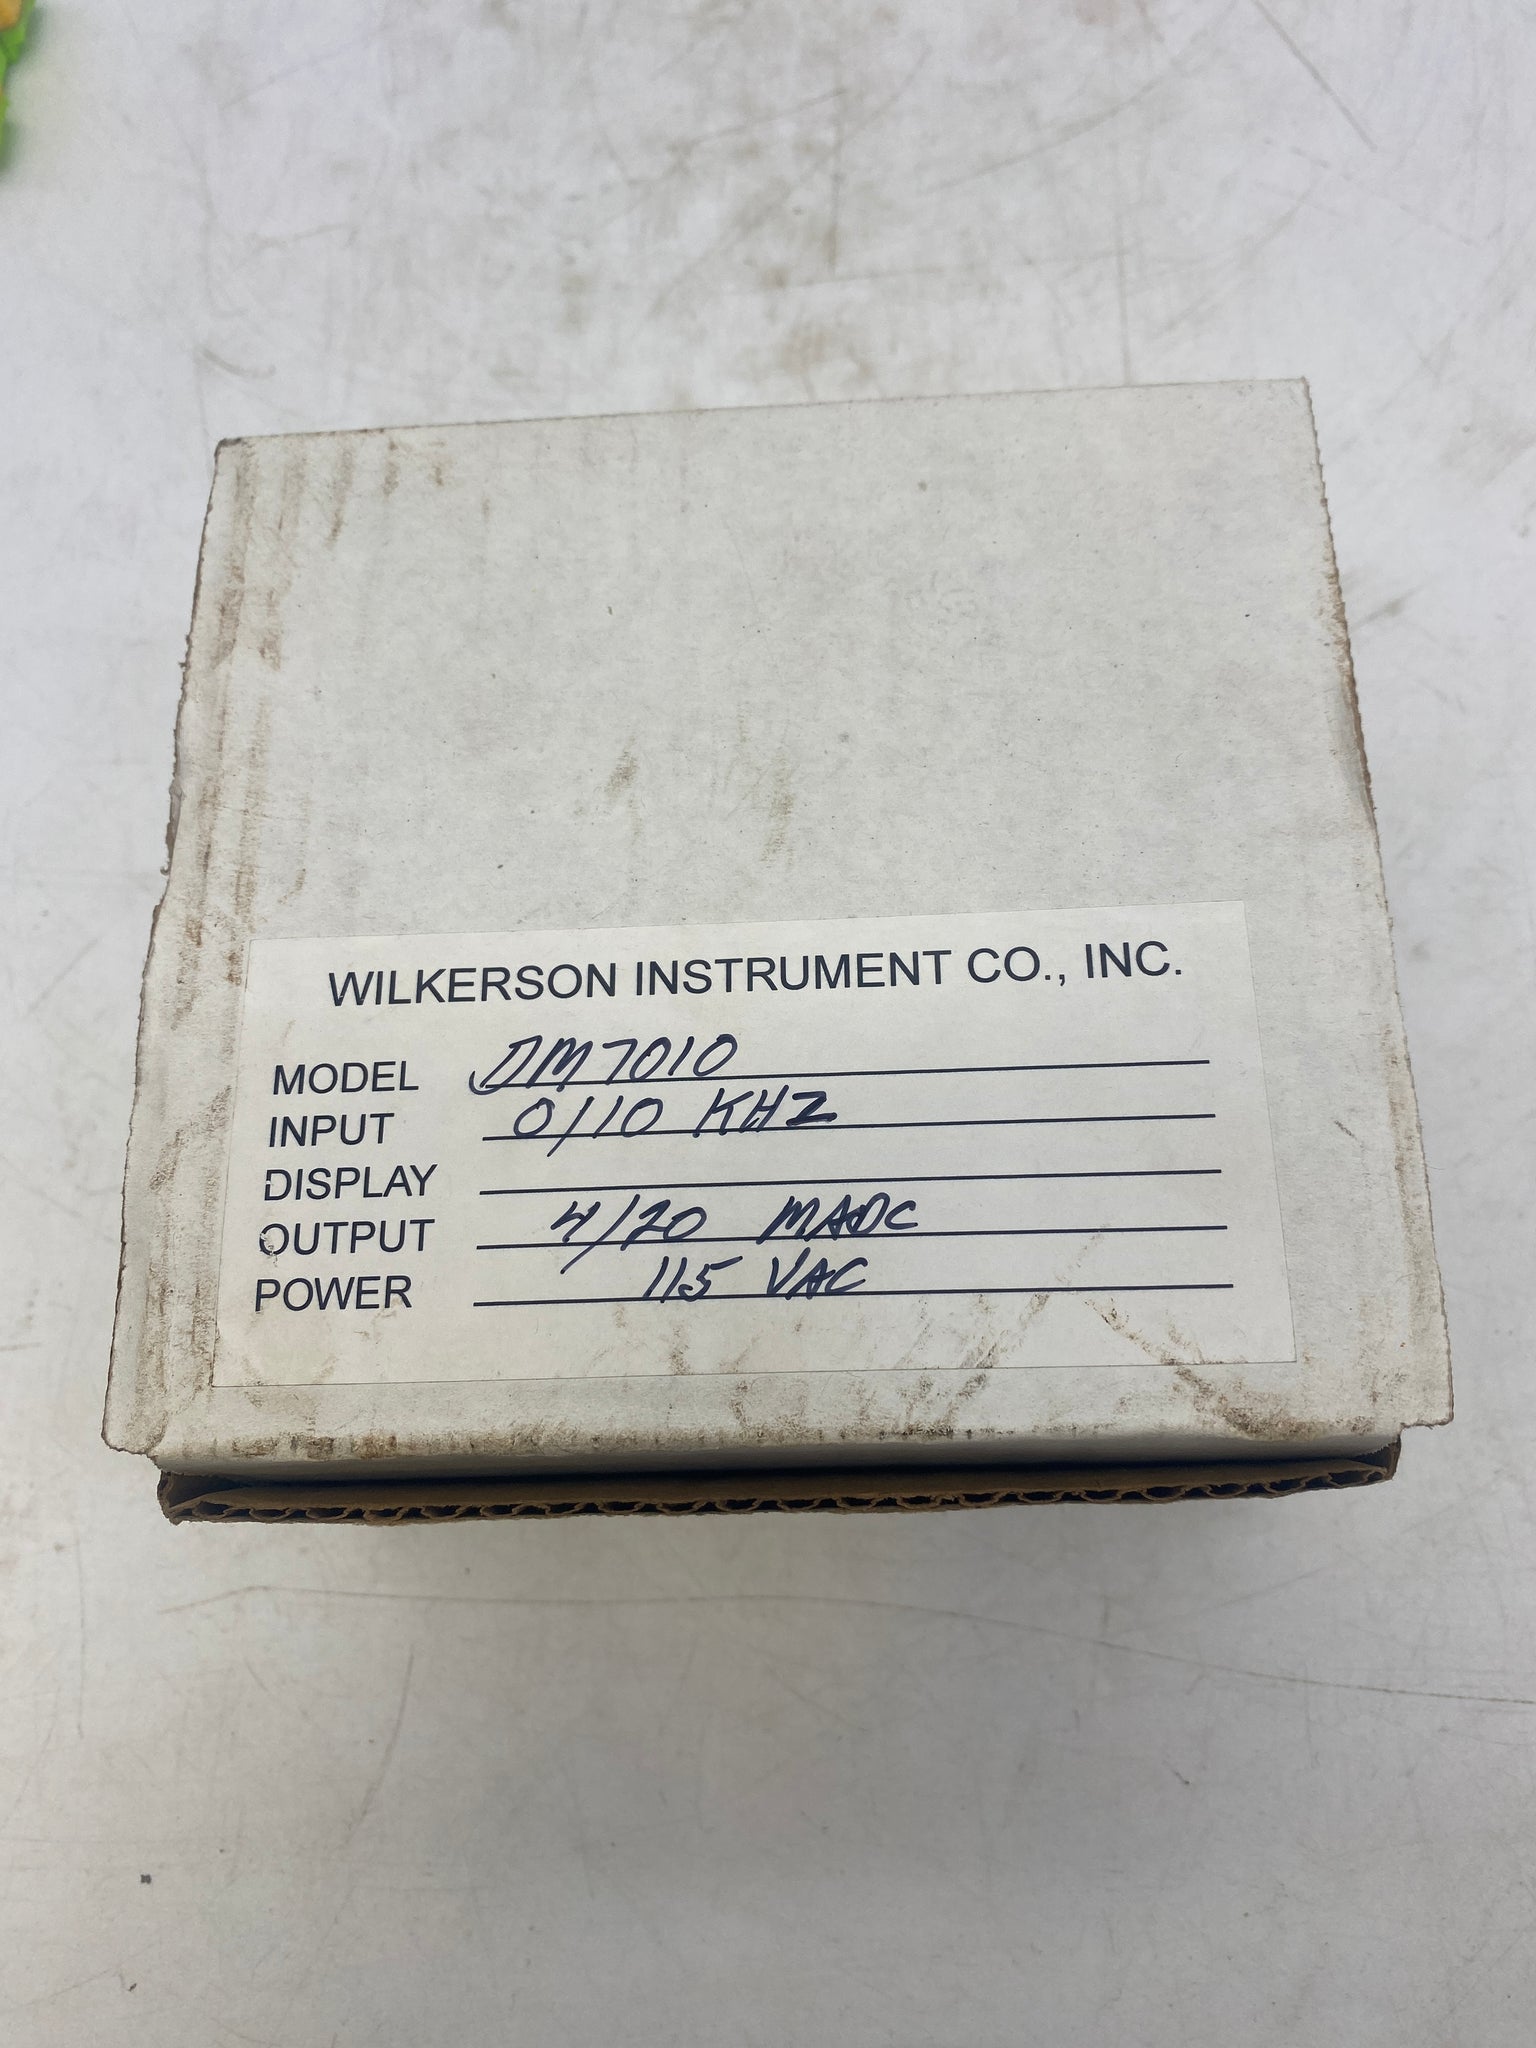 WILKERSON INSTRUMENT CO., INC.
MODEL DM7010
INPUT 0/10 KHZ
DISPLAY
OUTPUT 4/20 MADC
POWER 115 VAC